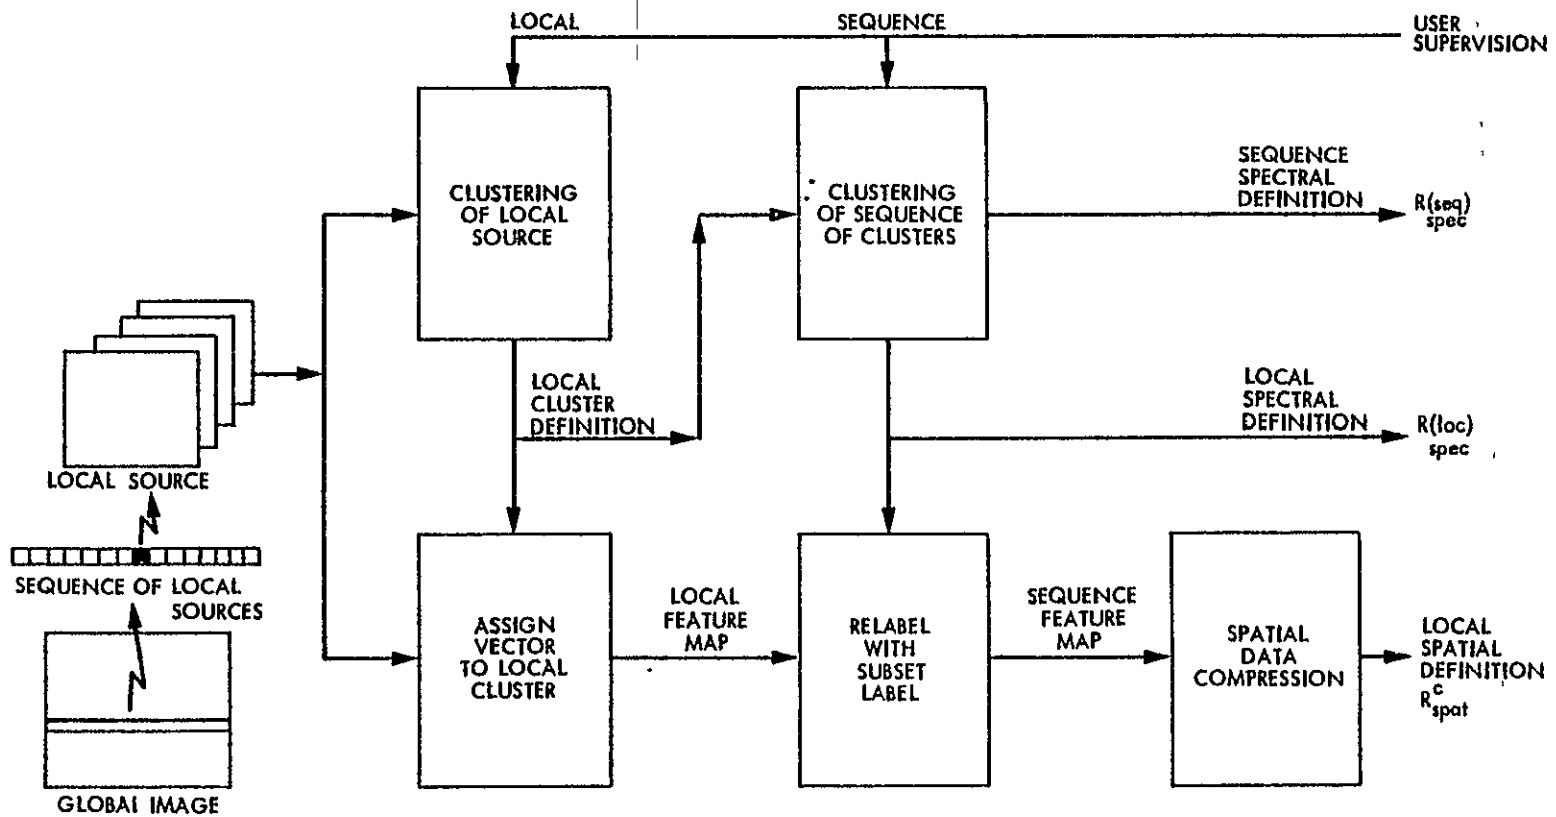 LOCAL
SEQUENCE
USER
SUPERVISION
CLUSTERING
OF LOCAL
SOURCE
CLUSTERING
OF SEQUENCE
OF CLUSTERS
SEQUENCE
SPECTRAL
DEFINITION
R(seq)
spec
LOCAL
CLUSTER
DEFINITION
LOCAL
SPECTRAL
DEFINITION
R(loc)
spec
LOCAL SOURCE
SEQUENCE OF LOCAL
SOURCES
GLOBAL IMAGE
ASSIGN
VECTOR
TO LOCAL
CLUSTER
LOCAL
FEATURE
MAP
RELABEL
WITH
SUBSET
LABEL
SEQUENCE
FEATURE
MAP
SPATIAL
DATA
COMPRESSION
LOCAL
SPATIAL
DEFINITION
R^c_spat